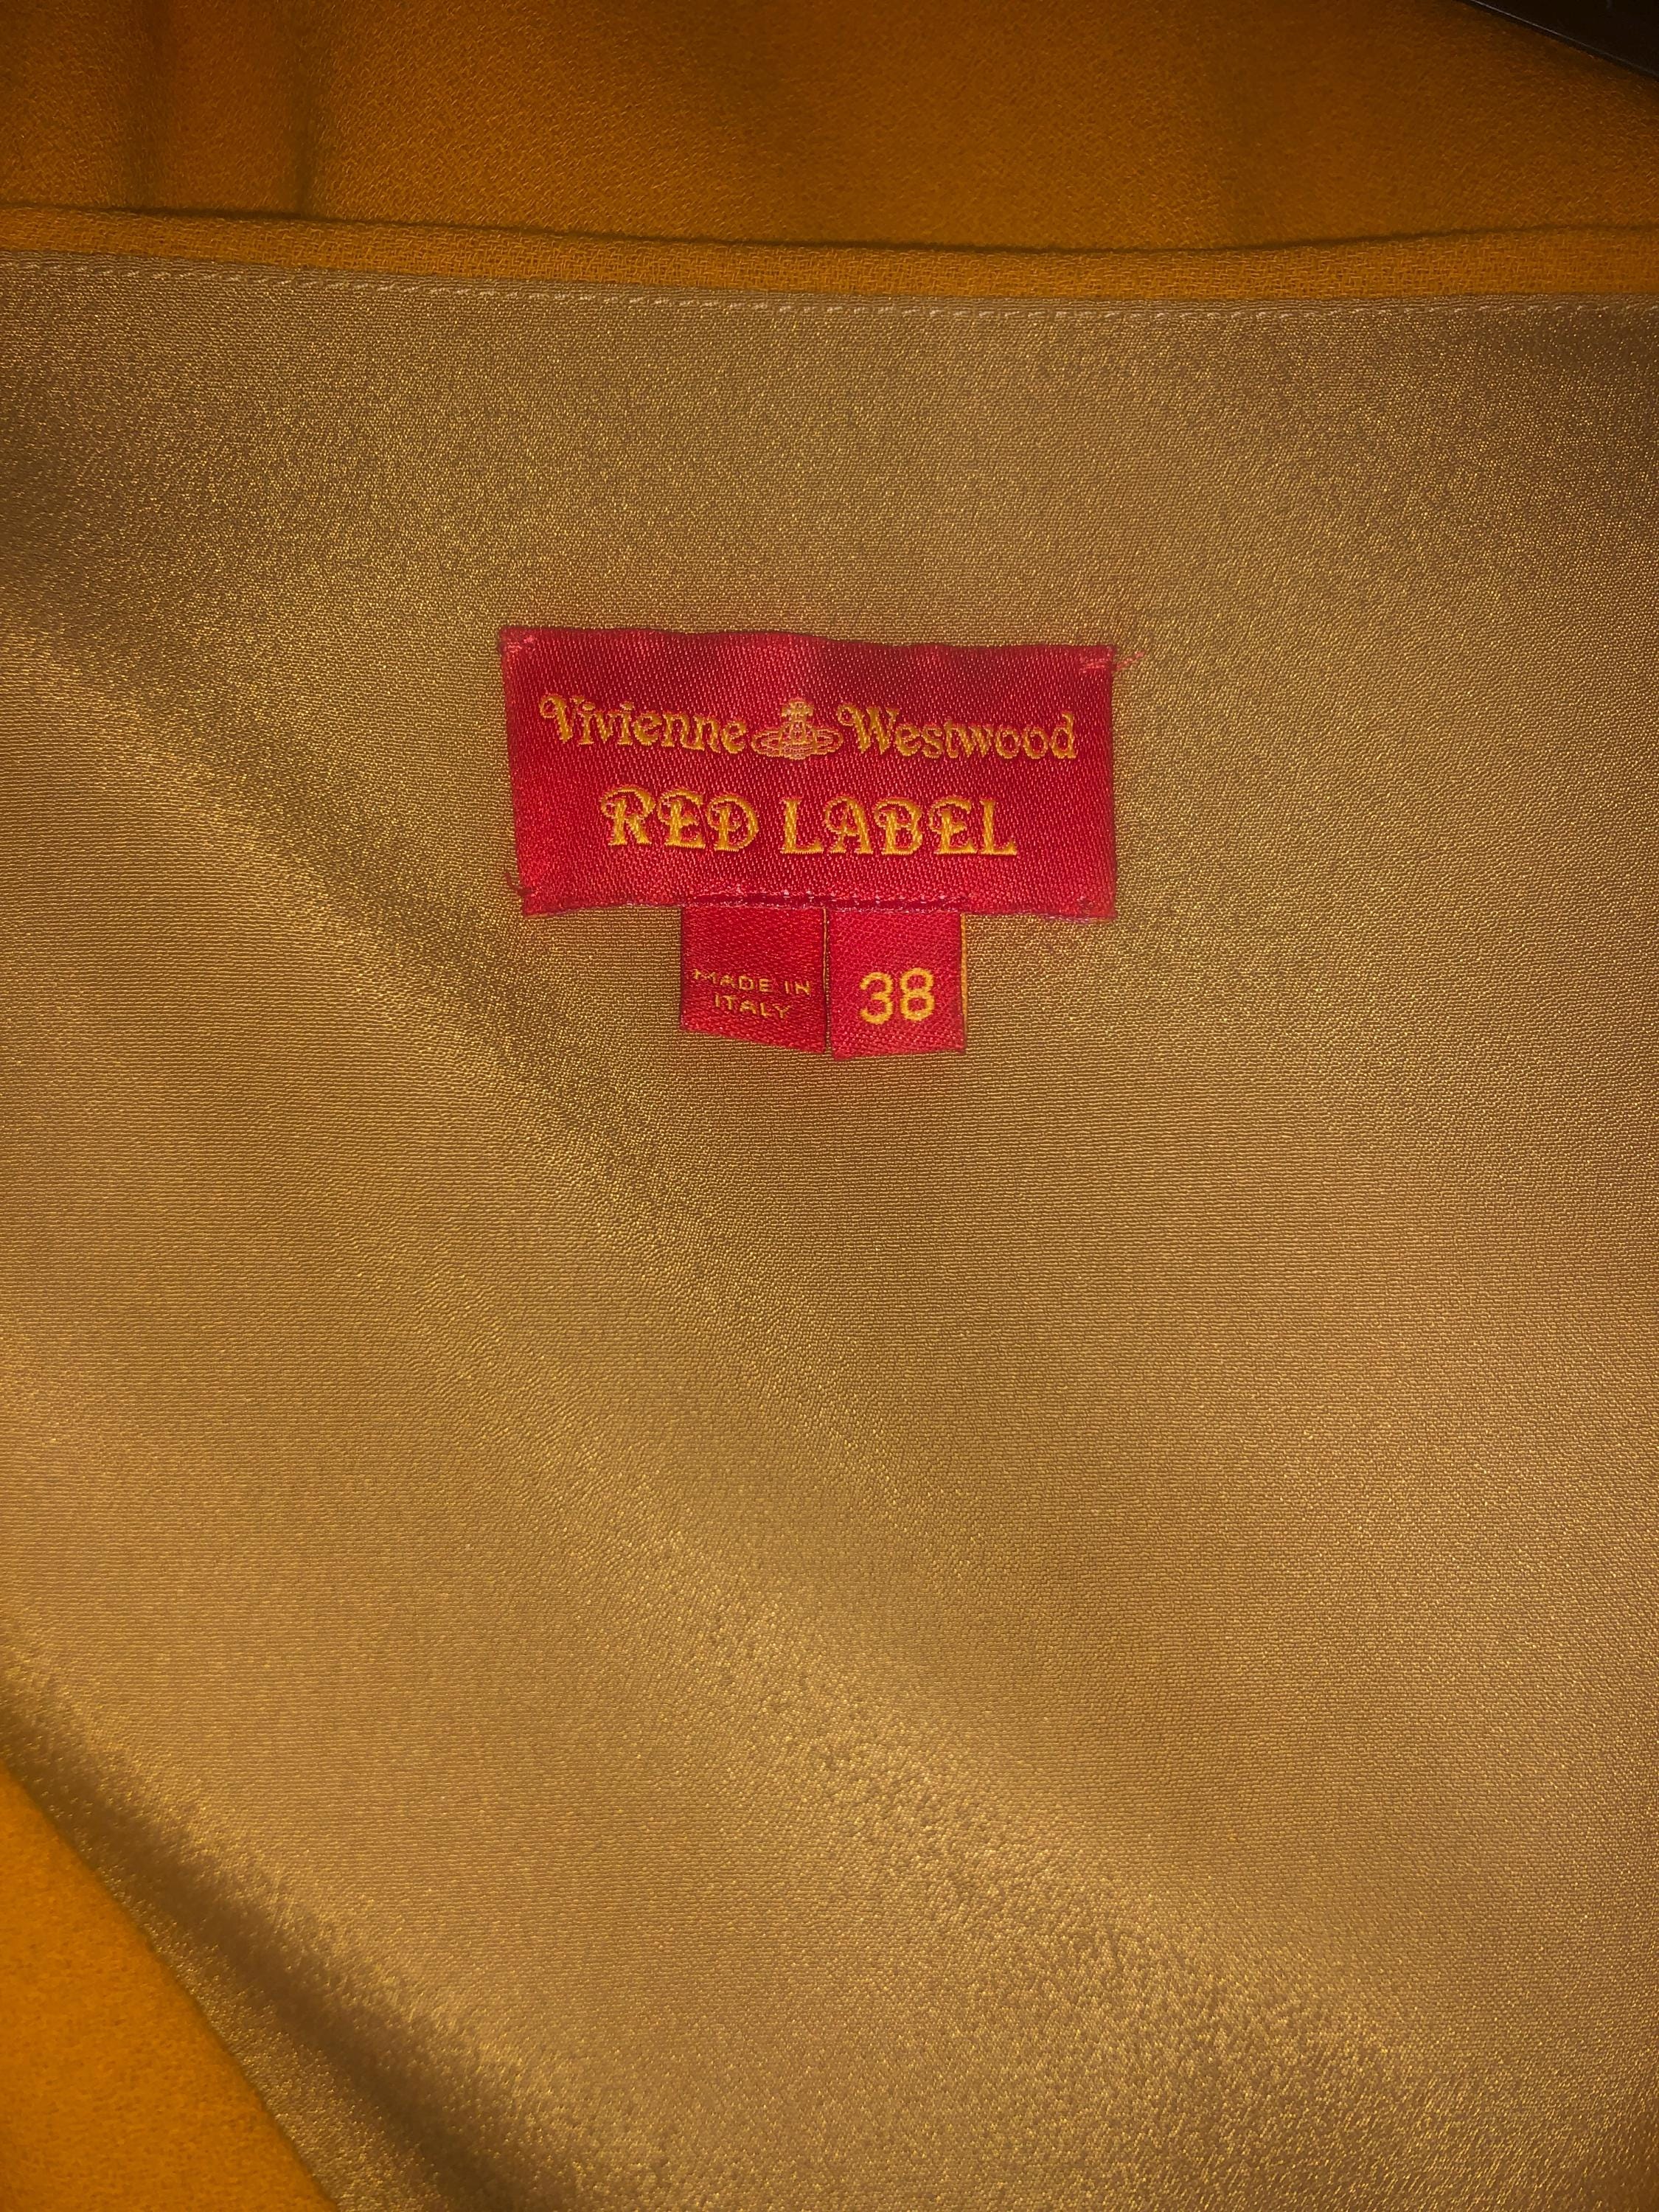 Vivienne Westwood
RED LABEL
MADE IN
ITALY
38